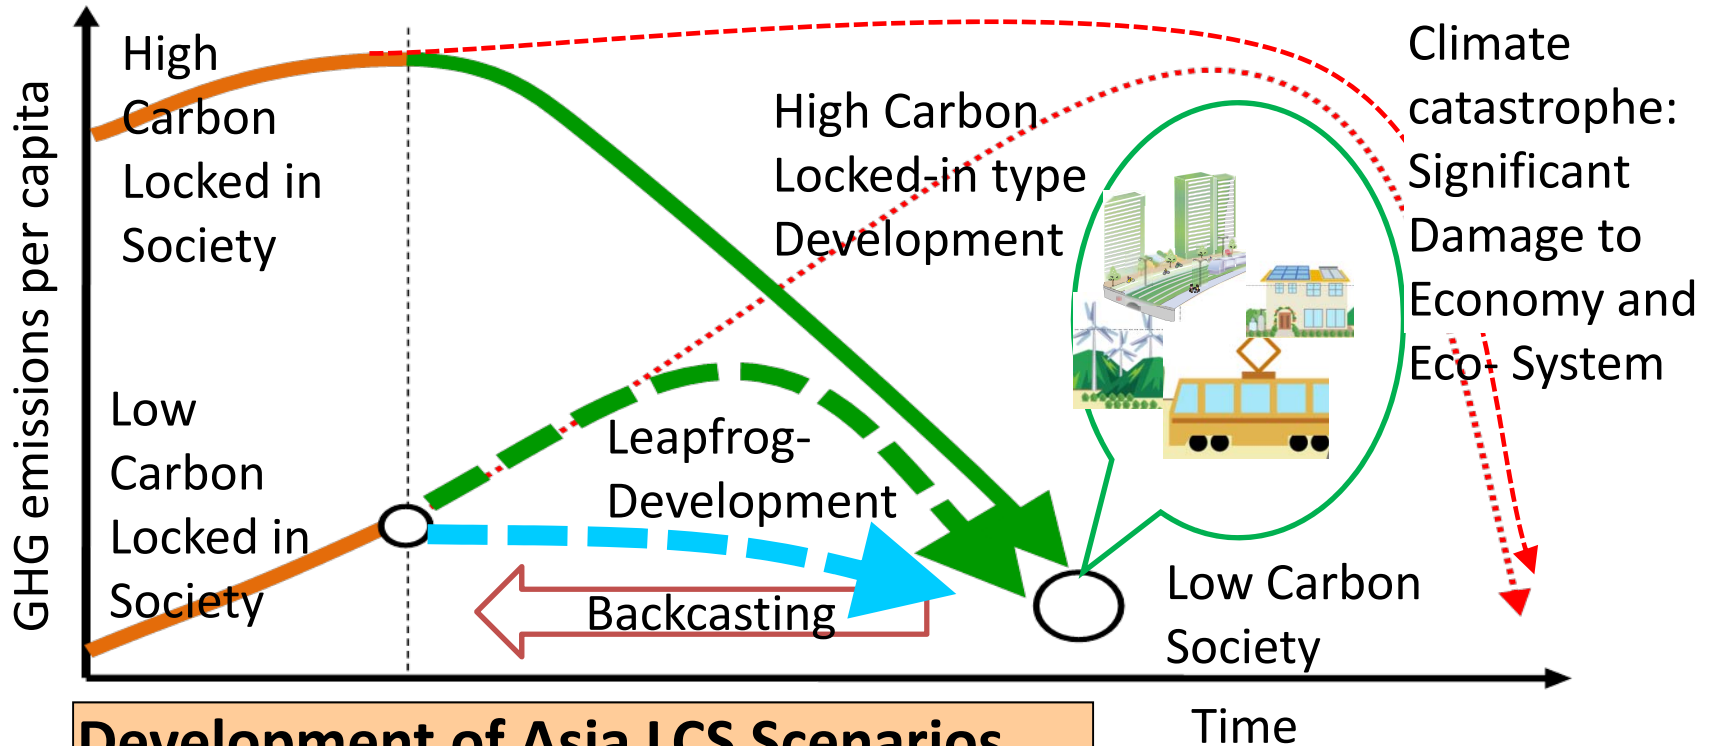 GHG emissions per capita
High
Carbon
Locked in
Society
High Carbon
Locked-in type
Development
Climate
catastrophe:
Significant
Damage to
Economy and
Eco- System
Low
Carbon
Locked in
Society
Leapfrog-
Development
Backcasting
Low Carbon
Society
Time
Development of Asia LCS Scenarios